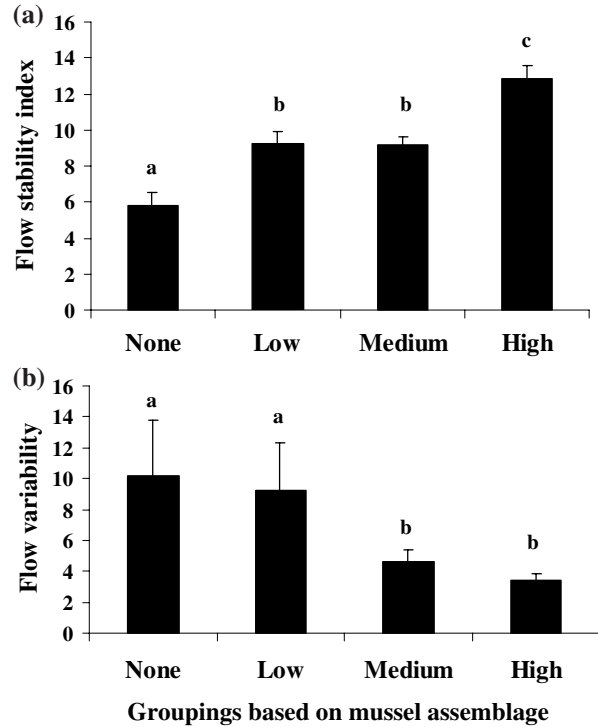 (a)
Flow stability index
16
14
12
10
8
6
4
2
0
a
b
b
c
None Low Medium High
(b)
Flow variability
16
14
12
10
8
6
4
2
0
a
a
b
b
None Low Medium High
Groupings based on mussel assemblage